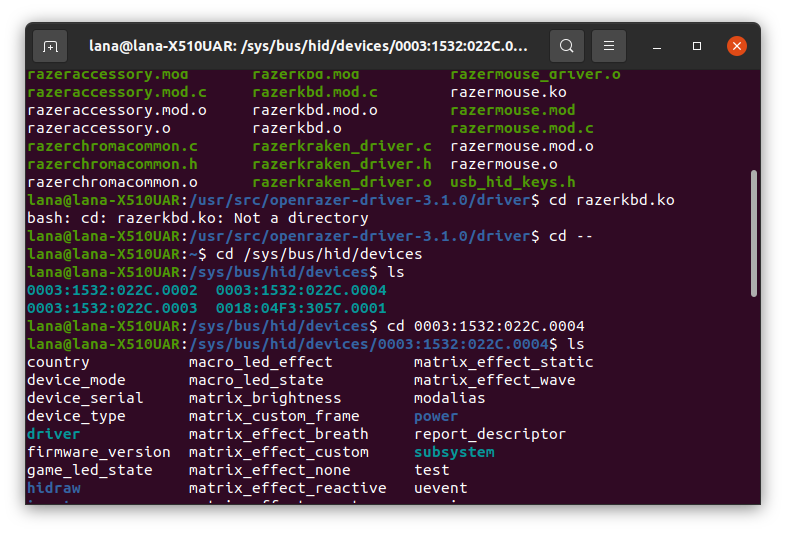 lana@lana-X510UAR: /sys/bus/hid/devices/0003:1532:022C.0...
razeraccessory.mod razerkbd.mod razermouse_driver.o
razeraccessory.mod.c razerkbd.mod.c razermouse.ko
razeraccessory.mod.o razerkbd.mod.o razermouse.mod
razeraccessory.o razerkbd.o razermouse.mod.c
razerchromacommon.c razerkraken_driver.c razermouse.mod.o
razerchromacommon.h razerkraken_driver.h razermouse.o
razerchromacommon.o razerkraken_driver.o usb_hid_keys.h
lana@lana-X510UAR:/usr/src/openrazer-driver-3.1.0/driver$ cd razerkbd.ko
bash: cd: razerkbd.ko: Not a directory
lana@lana-X510UAR:/usr/src/openrazer-driver-3.1.0/driver$ cd --
lana@lana-X510UAR:~$ cd /sys/bus/hid/devices
lana@lana-X510UAR:/sys/bus/hid/devices$ ls
0003:1532:022C.0002 0003:1532:022C.0004
0003:1532:022C.0003 0018:04F3:3057.0001
lana@lana-X510UAR:/sys/bus/hid/devices$ cd 0003:1532:022C.0004
lana@lana-X510UAR:/sys/bus/hid/devices/0003:1532:022C.0004$ ls
country macro_led_effect matrix_effect_static
device_mode macro_led_state matrix_effect_wave
device_serial matrix_brightness modalias
device_type matrix_custom_frame power
driver matrix_effect_breath report_descriptor
firmware_version matrix_effect_custom subsystem
game_led_state matrix_effect_none test
hidraw matrix_effect_reactive uevent